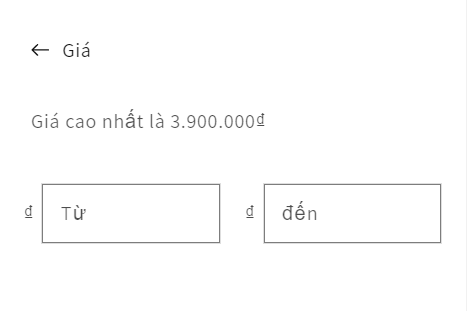 ← Giá
Giá cao nhất là 3.900.000₫
₫ Từ ₫ đến